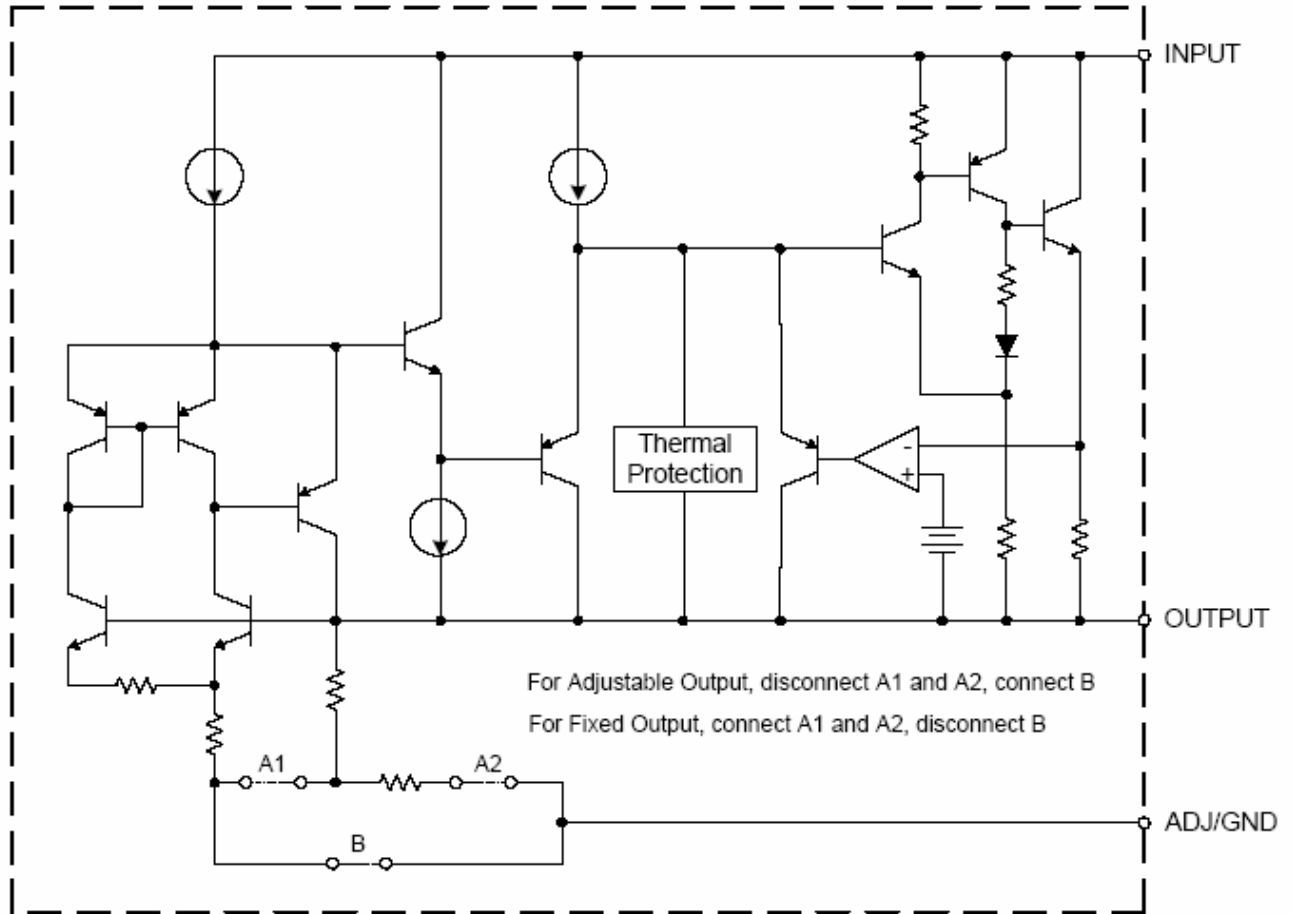 INPUT
Thermal
Protection
-
+
OUTPUT
For Adjustable Output, disconnect A1 and A2, connect B
For Fixed Output, connect A1 and A2, disconnect B
A1
A2
ADJ/GND
B